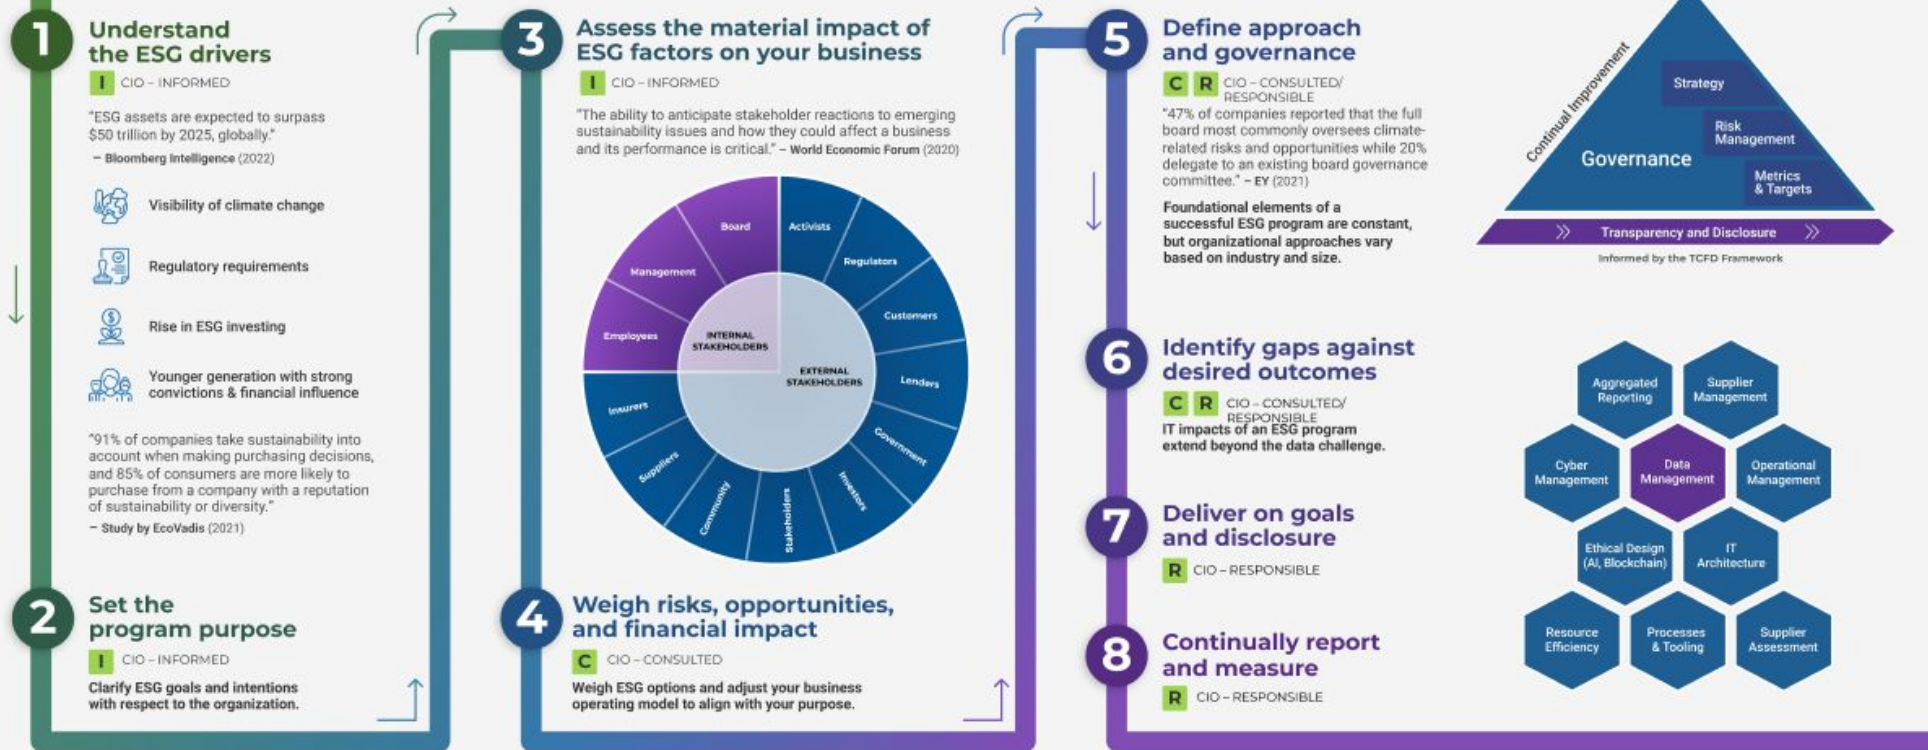 1
Understand
the ESG drivers
I CIO – INFORMED
"ESG assets are expected to surpass
$50 trillion by 2025, globally."
– Bloomberg Intelligence (2022)
Visibility of climate change
Regulatory requirements
Rise in ESG investing
Younger generation with strong
convictions & financial influence
"91% of companies take sustainability into
account when making purchasing decisions,
and 85% of consumers are more likely to
purchase from a company with a reputation
of sustainability or diversity."
– Study by EcoVadis (2021)
2
Set the
program purpose
I CIO – INFORMED
Clarify ESG goals and intentions
with respect to the organization.
3
Assess the material impact of
ESG factors on your business
I CIO – INFORMED
"The ability to anticipate stakeholder reactions to emerging
sustainability issues and how they could affect a business
and its performance is critical." – World Economic Forum (2020)
Board
Management
Employees
INTERNAL
STAKEHOLDERS
Activists
Regulators
Customers
Lenders
Government
Investors
Stakeholders
Community
Suppliers
Insurers
EXTERNAL
STAKEHOLDERS
4
Weigh risks, opportunities,
and financial impact
C CIO – CONSULTED
Weigh ESG options and adjust your business
operating model to align with your purpose.
5
Define approach
and governance
C R CIO – CONSULTED/
RESPONSIBLE
"47% of companies reported that the full
board most commonly oversees climate-
related risks and opportunities while 20%
delegate to an existing board governance
committee." – EY (2021)
Foundational elements of a
successful ESG program are constant,
but organizational approaches vary
based on industry and size.
Continual Improvement
Strategy
Risk
Management
Governance
Metrics
& Targets
Transparency and Disclosure
Informed by the TCFD Framework
6
Identify gaps against
desired outcomes
C R CIO – CONSULTED/
RESPONSIBLE
IT impacts of an ESG program
extend beyond the data challenge.
Aggregated
Reporting
Supplier
Management
Cyber
Management
Data
Management
Operational
Management
Ethical Design
(AI, Blockchain)
IT
Architecture
Resource
Efficiency
Processes
& Tooling
Supplier
Assessment
7
Deliver on goals
and disclosure
R CIO – RESPONSIBLE
8
Continually report
and measure
R CIO – RESPONSIBLE